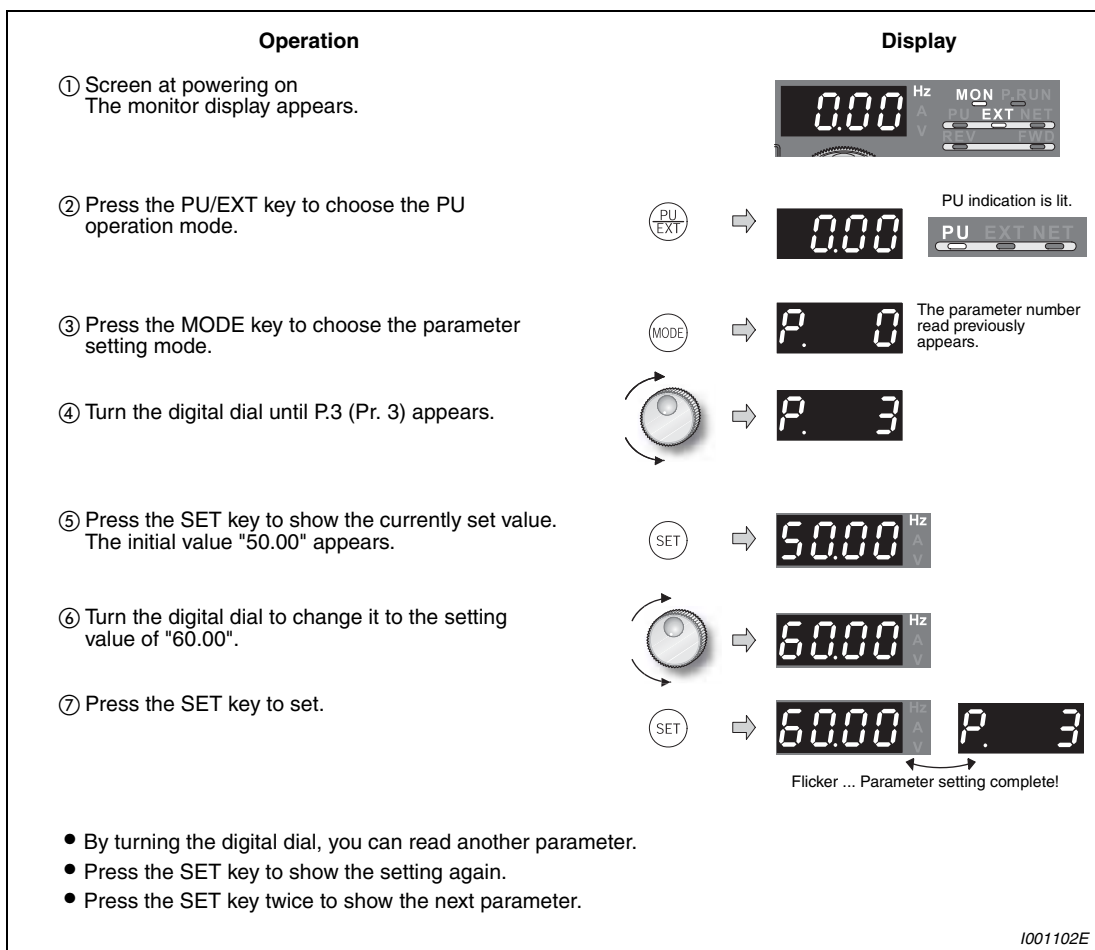 Operation
Display
① Screen at powering on
The monitor display appears.
0.00
Hz
A
V
MON P.RUN
PU EXT NET
REV FWD
② Press the PU/EXT key to choose the PU
operation mode.
PU
EXT
0.00
PU indication is lit.
PU EXT NET
③ Press the MODE key to choose the parameter
setting mode.
MODE
P. 0
The parameter number
read previously
appears.
④ Turn the digital dial until P.3 (Pr. 3) appears.
P. 3
⑤ Press the SET key to show the currently set value.
The initial value "50.00" appears.
SET
50.00
Hz
A
V
⑥ Turn the digital dial to change it to the setting
value of "60.00".
60.00
Hz
A
V
⑦ Press the SET key to set.
SET
60.00
Hz
A
V
P. 3
Flicker ... Parameter setting complete!
• By turning the digital dial, you can read another parameter.
• Press the SET key to show the setting again.
• Press the SET key twice to show the next parameter.
I001102E